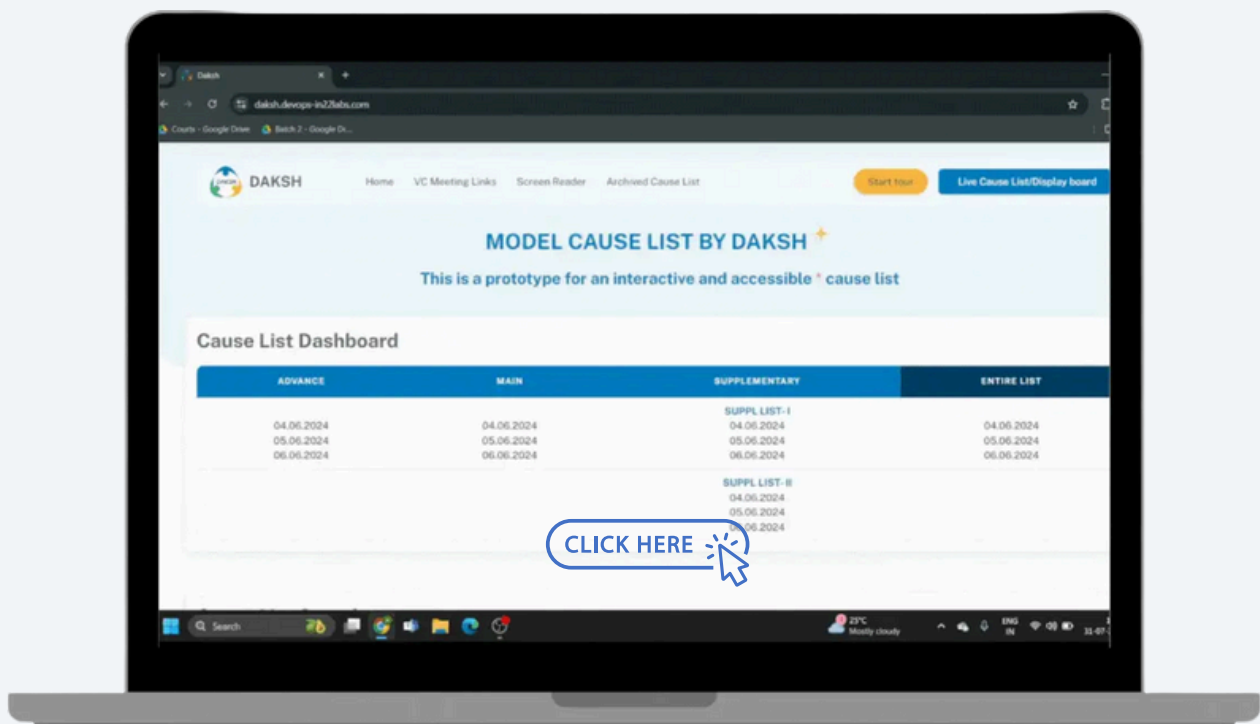 Daksh
daksh.devops-in22labs.com
Courts - Google Drive Batch 2 - Google Dr...
DAKSH Home VC Meeting Links Screen Reader Archived Cause List Start tour Live Cause List/Display board
MODEL CAUSE LIST BY DAKSH
This is a prototype for an interactive and accessible * cause list
Cause List Dashboard
ADVANCE MAIN SUPPLEMENTARY ENTIRE LIST
SUPPL LIST- I
04.06.2024 04.06.2024 04.06.2024 04.06.2024
05.06.2024 05.06.2024 05.06.2024 05.06.2024
06.06.2024 06.06.2024 06.06.2024 06.06.2024
SUPPL LIST- II
04.06.2024
05.06.2024
06.06.2024
CLICK HERE
Search
23°C ENG
Mostly cloudy IN 31-07-